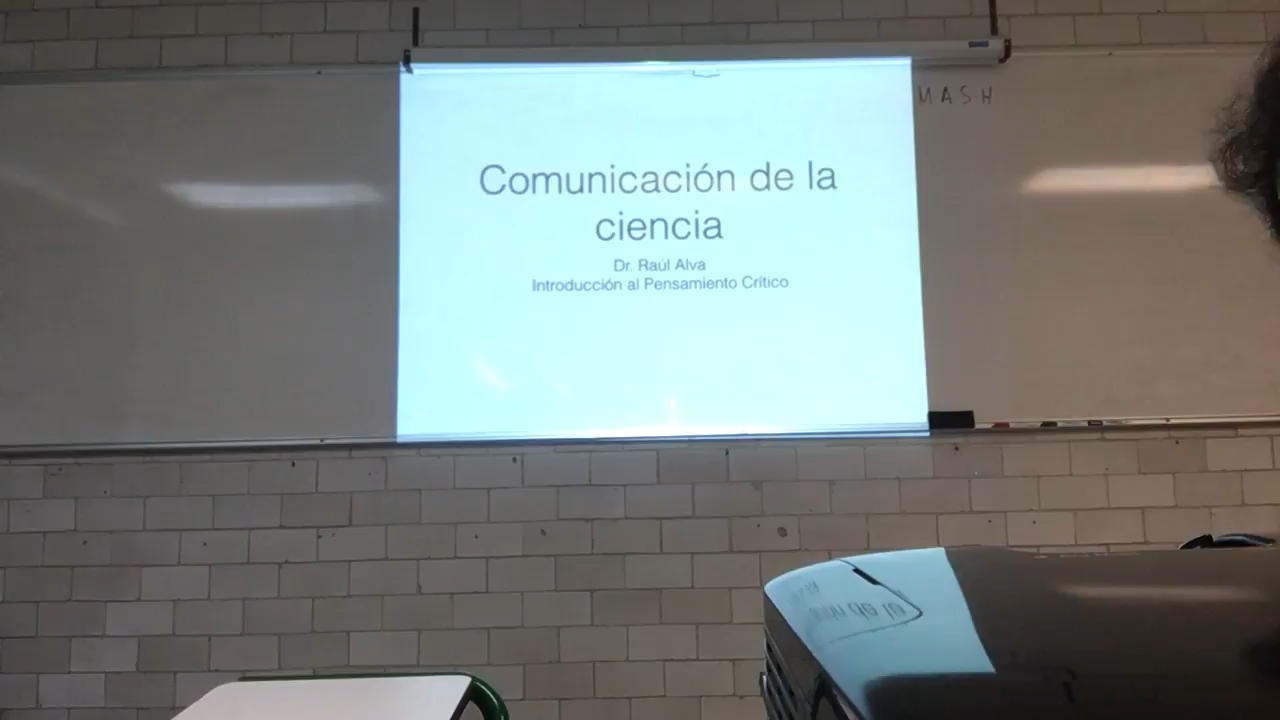 Comunicación de la
ciencia
Dr. Raúl Alva
Introducción al Pensamiento Crítico
MASH